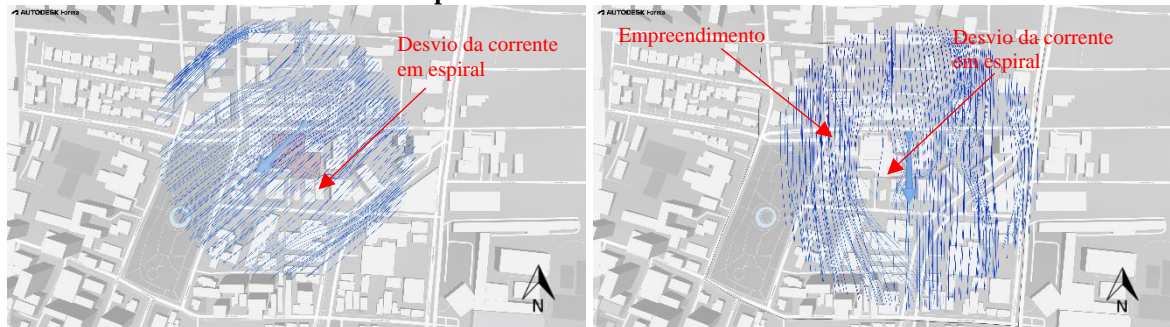 AUTODESK Forma
Desvio da corrente
em espiral
N
AUTODESK Forma
Empreendimento
Desvio da corrente
em espiral
N